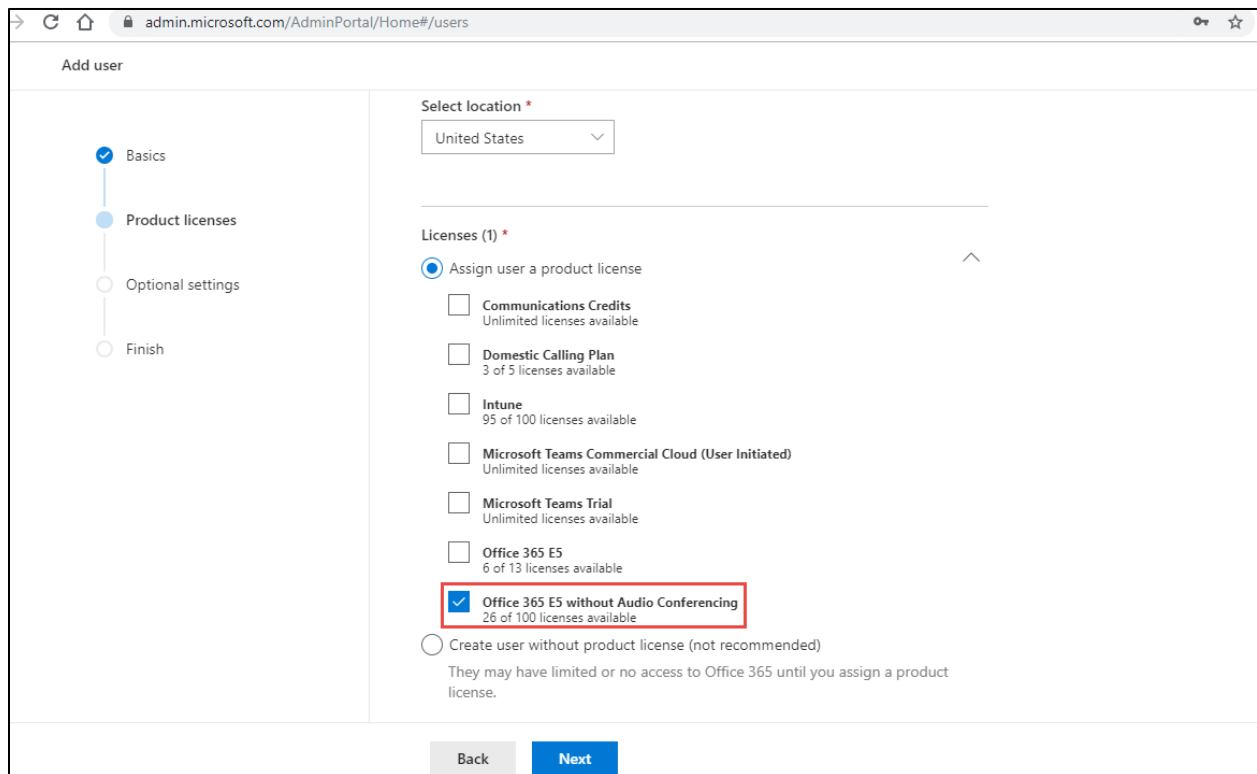 admin.microsoft.com/AdminPortal/Home#/users
Add user
Basics
Product licenses
Optional settings
Finish
Select location *
United States
Licenses (1) *
Assign user a product license
Communications Credits
Unlimited licenses available
Domestic Calling Plan
3 of 5 licenses available
Intune
95 of 100 licenses available
Microsoft Teams Commercial Cloud (User Initiated)
Unlimited licenses available
Microsoft Teams Trial
Unlimited licenses available
Office 365 E5
6 of 13 licenses available
Office 365 E5 without Audio Conferencing
26 of 100 licenses available
Create user without product license (not recommended)
They may have limited or no access to Office 365 until you assign a product
license.
Back
Next